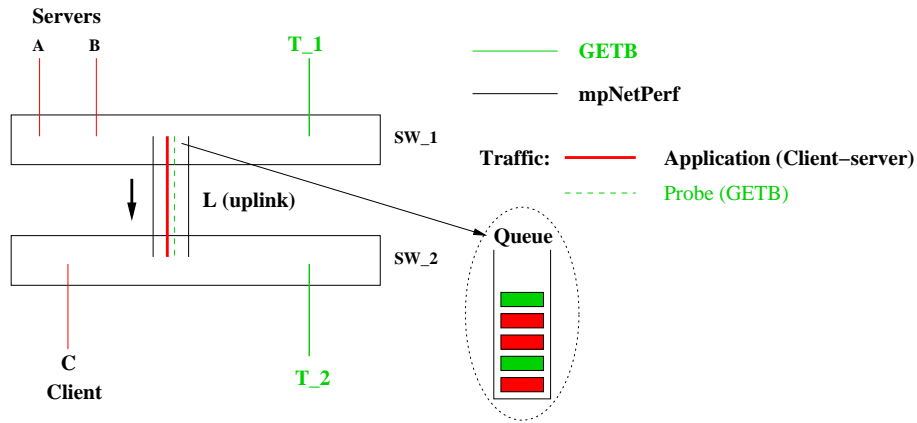 Servers
A
B
T_1
GETB
mpNetPerf
SW_1
Traffic:
Application (Client–server)
Probe (GETB)
L (uplink)
Queue
SW_2
C
Client
T_2